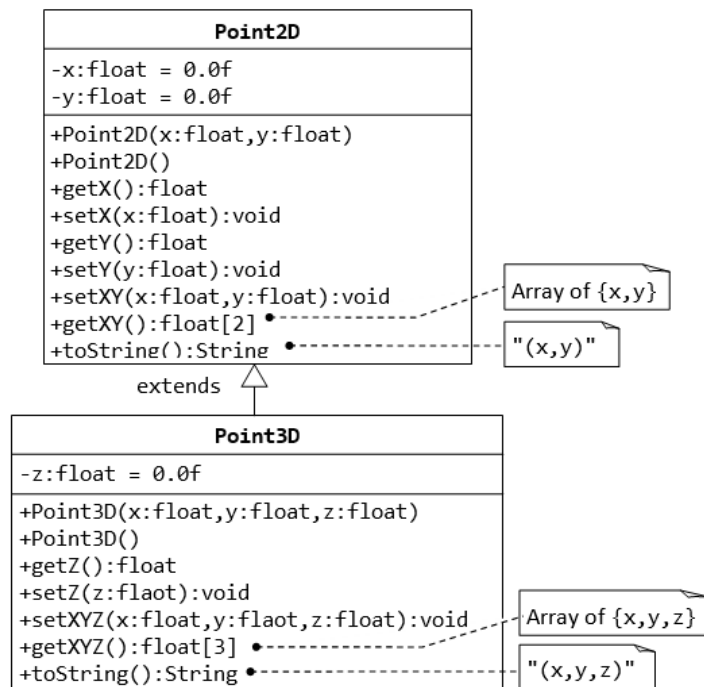 Point2D
-x:float = 0.0f
-y:float = 0.0f
+Point2D(x:float,y:float)
+Point2D()
+getX():float
+setX(x:float):void
+getY():float
+setY(y:float):void
+setXY(x:float,y:float):void
+getXY():float[2]
+toString():String
Array of {x,y}
"(x,y)"
extends
Point3D
-z:float = 0.0f
+Point3D(x:float,y:float,z:float)
+Point3D()
+getZ():float
+setZ(z:flaot):void
+setXYZ(x:float,y:flaot,z:float):void
+getXYZ():float[3]
+toString():String
Array of {x,y,z}
"(x,y,z)"